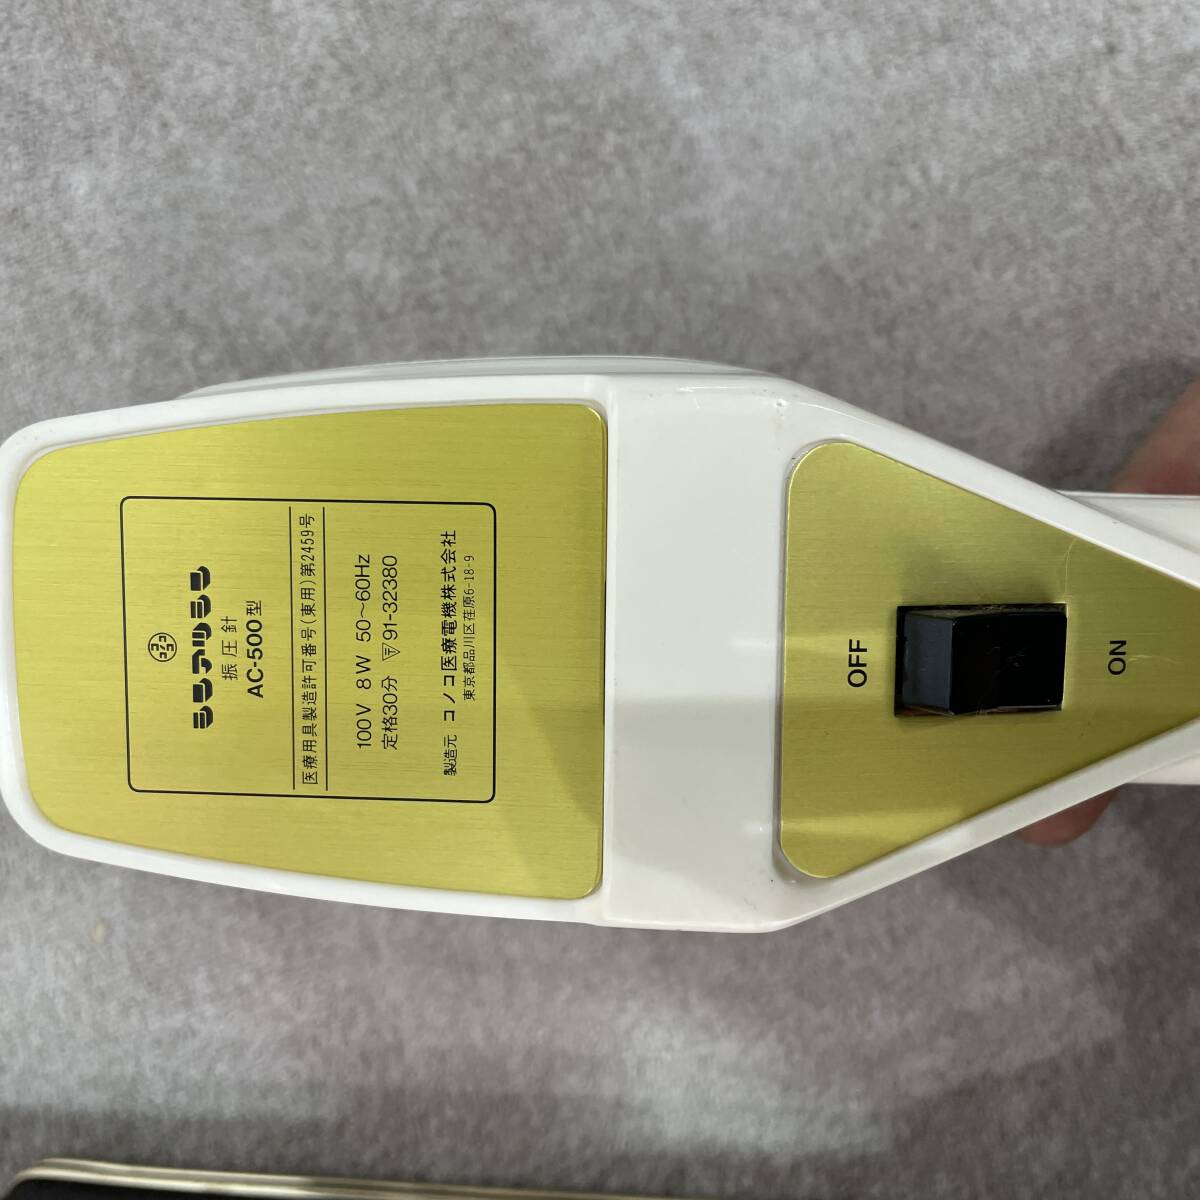 シンアツシン
振圧針
AC-500型
医療用具製造許可番号(東用)第2459号
100V 8W 50～60Hz
定格30分 〒91-32380
製造元 コノコ医療電機株式会社
東京都品川区荏原6-18-9
OFF
ON